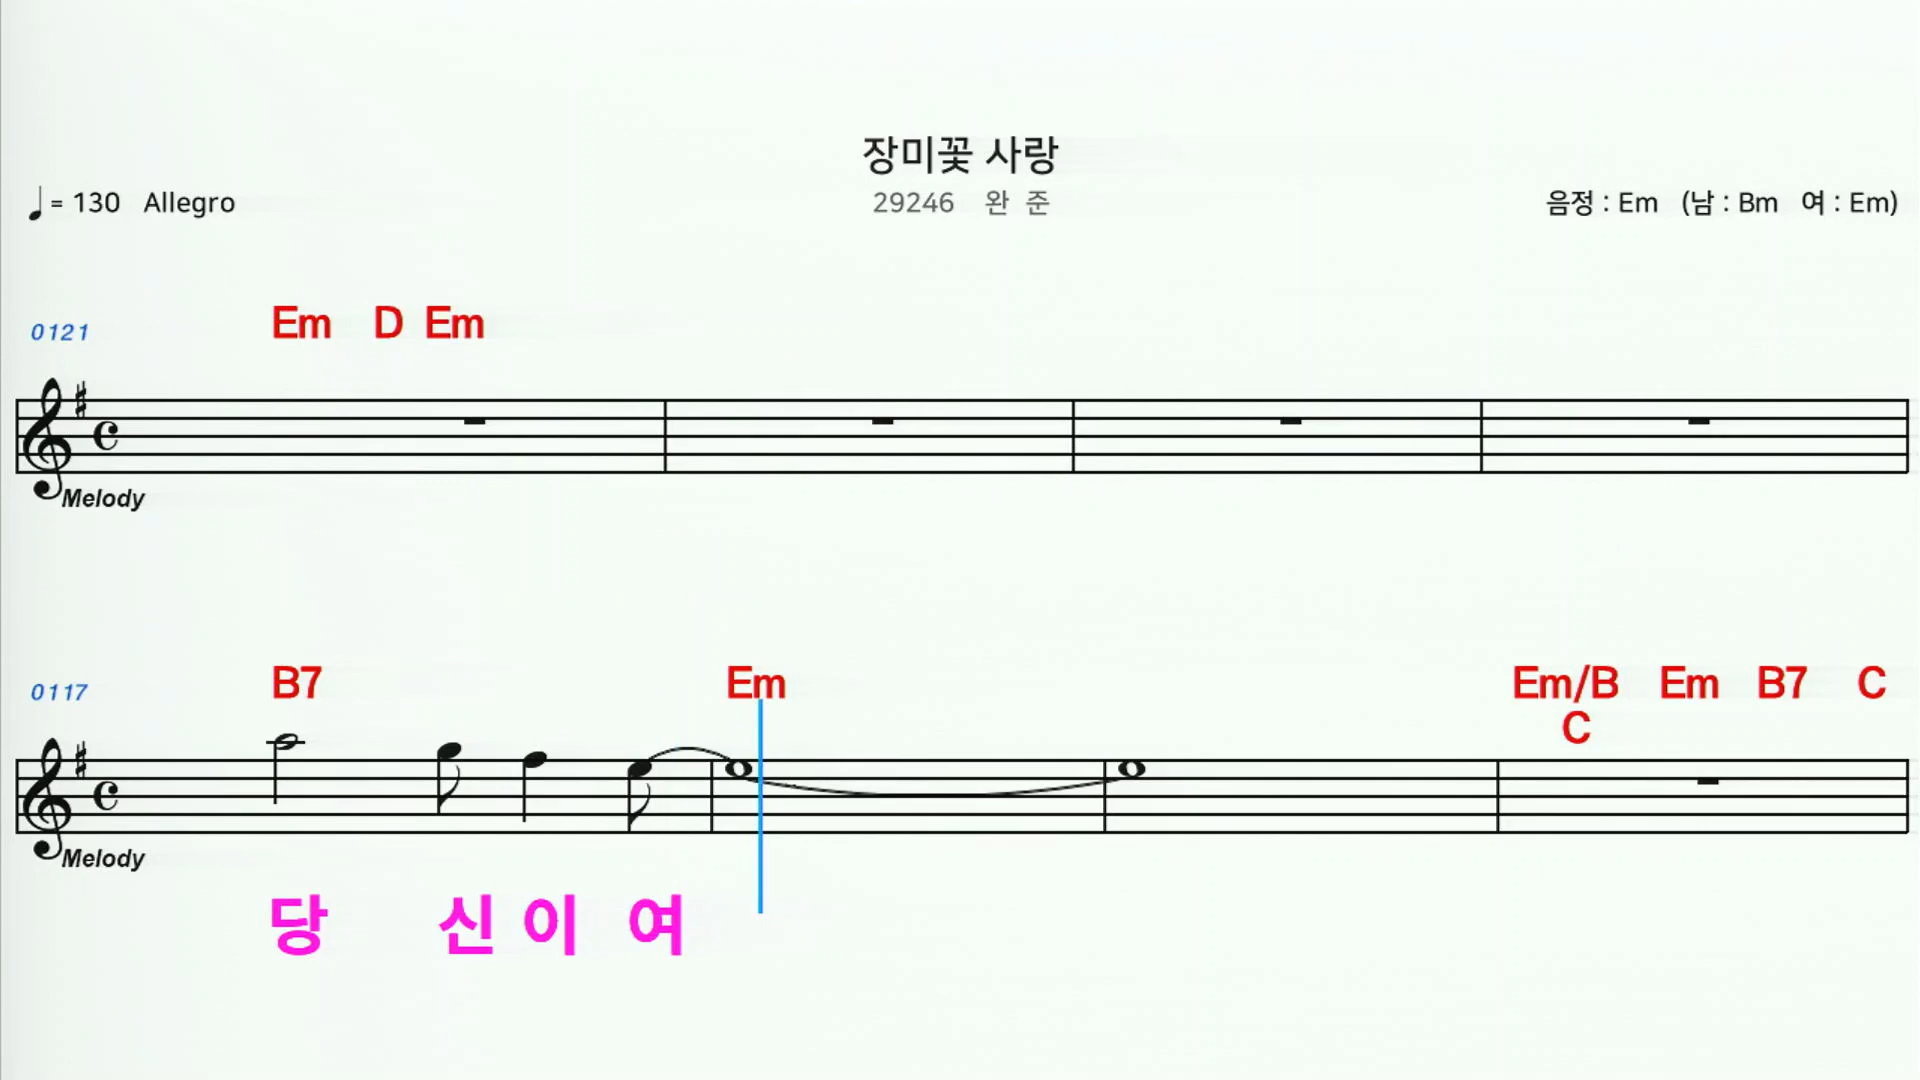 장미꽃 사랑
♩= 130 Allegro 29246 완 준 음정 : Em (남 : Bm 여 : Em)
0121 Em D Em
Melody
0117 B7 Em Em/B Em B7 C
C
Melody
당 신 이 여